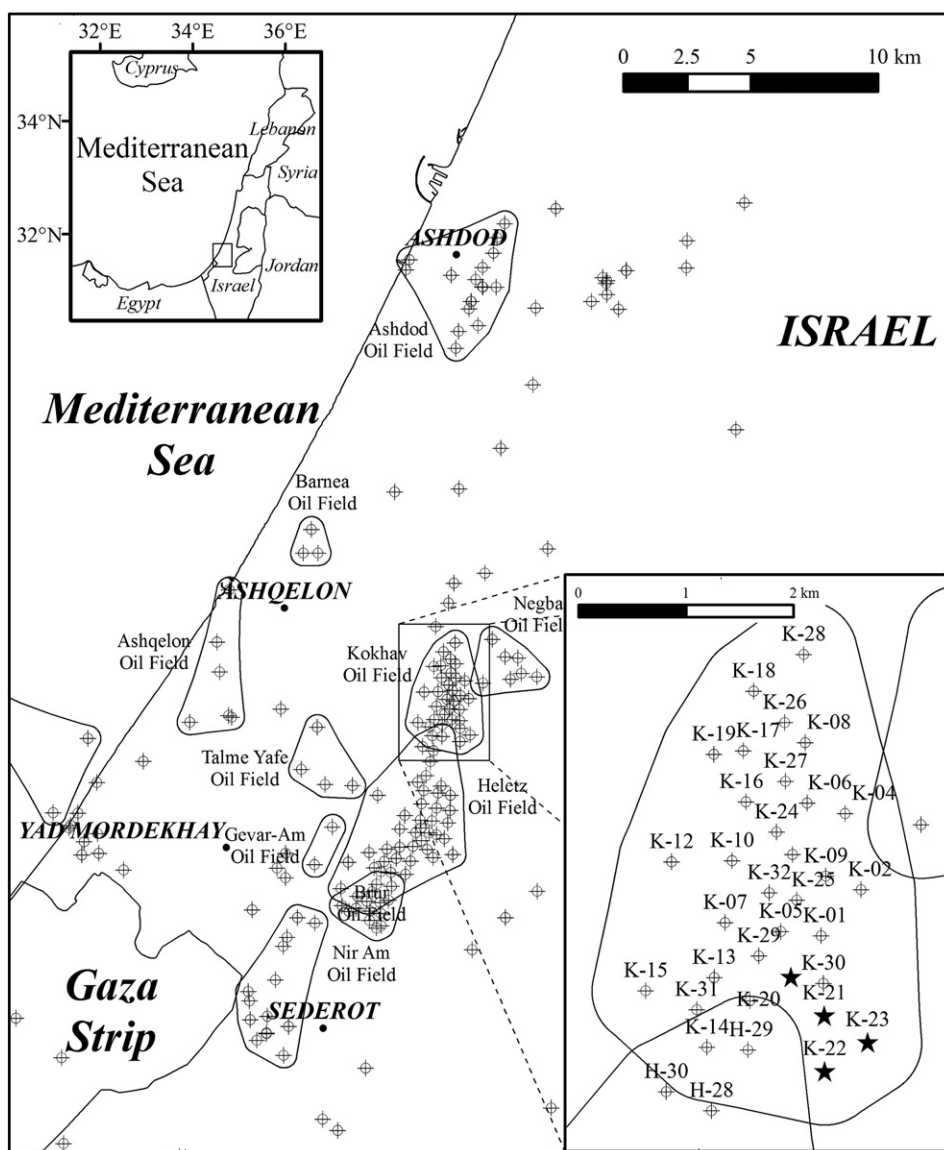 32°E
34°E
36°E
34°N
32°N
Cyprus
Lebanon
Mediterranean
Sea
Syria
Jordan
Israel
Egypt
0
2.5
5
10 km
ASHDOD
Ashdod
Oil Field
ISRAEL
Mediterranean
Sea
Barnea
Oil Field
ASHQELON
Ashqelon
Oil Field
Negba
Oil Fiel
Kokhav
Oil Field
Talme Yafe
Oil Field
Heletz
Oil Field
YAD MORDEKHAY
Gevar-Am
Oil Field
Brur
Oil Field
Nir Am
Oil Field
Gaza
Strip
SEDEROT
0
1
2 km
K-28
K-18
K-26
K-19
K-17
K-08
K-27
K-16
K-06
K-04
K-24
K-12
K-10
K-09
K-32
K-02
K-25
K-07
K-05
K-01
K-29
K-13
K-30
K-15
K-31
K-20
K-21
K-14
H-29
K-23
K-22
H-30
H-28